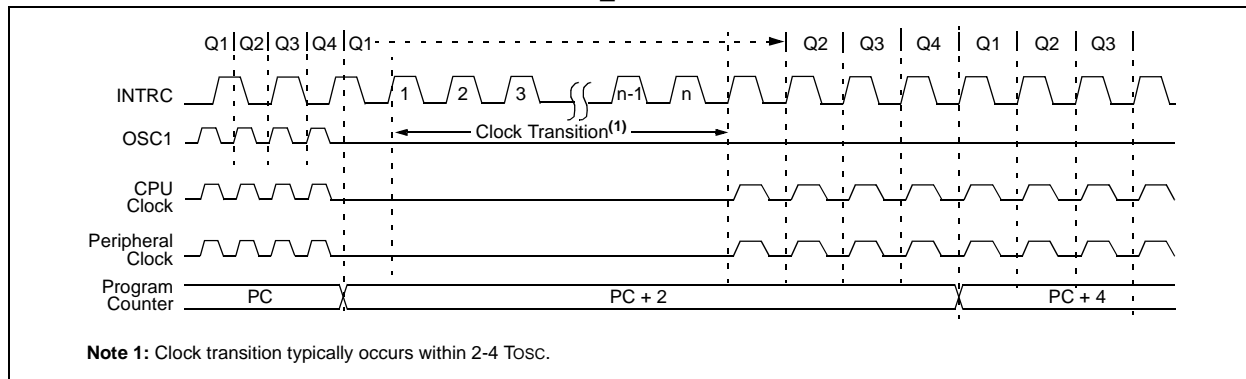 Q1 Q2 Q3 Q4 Q1 Q2 Q3 Q4 Q1 Q2 Q3
INTRC 1 2 3 n-1 n
Clock Transition(1)
OSC1
CPU
Clock
Peripheral
Clock
Program
Counter
PC PC + 2 PC + 4
Note 1: Clock transition typically occurs within 2-4 TOSC.